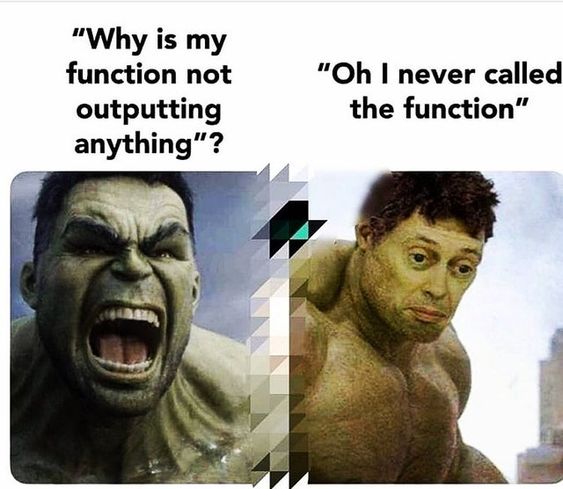 "Why is my
function not
outputting
anything"?
"Oh I never called
the function"